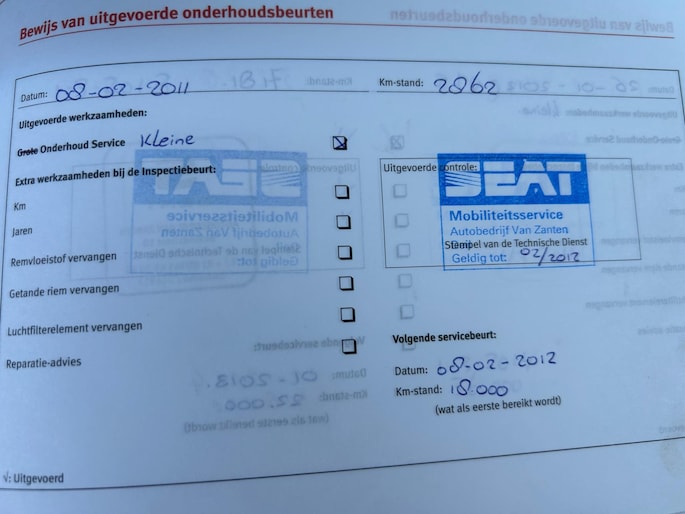 Bewijs van uitgevoerde onderhoudsbeurten
Datum: 08-02-2011 Km-stand: 2862
Uitgevoerde werkzaamheden:
Grote Onderhoud Service Kleine
Extra werkzaamheden bij de Inspectiebeurt:
Km
Jaren
Remvloeistof vervangen
Getande riem vervangen
Luchtfilterelement vervangen
Reparatie-advies
√: Uitgevoerd
Uitgevoerde controle:
SEAT
Mobiliteitsservice
Autobedrijf Van Zanten
Stempel van de Technische Dienst
Geldig tot: 02/2012
Volgende servicebeurt:
Datum: 08-02-2012
Km-stand: 18.000
(wat als eerste bereikt wordt)